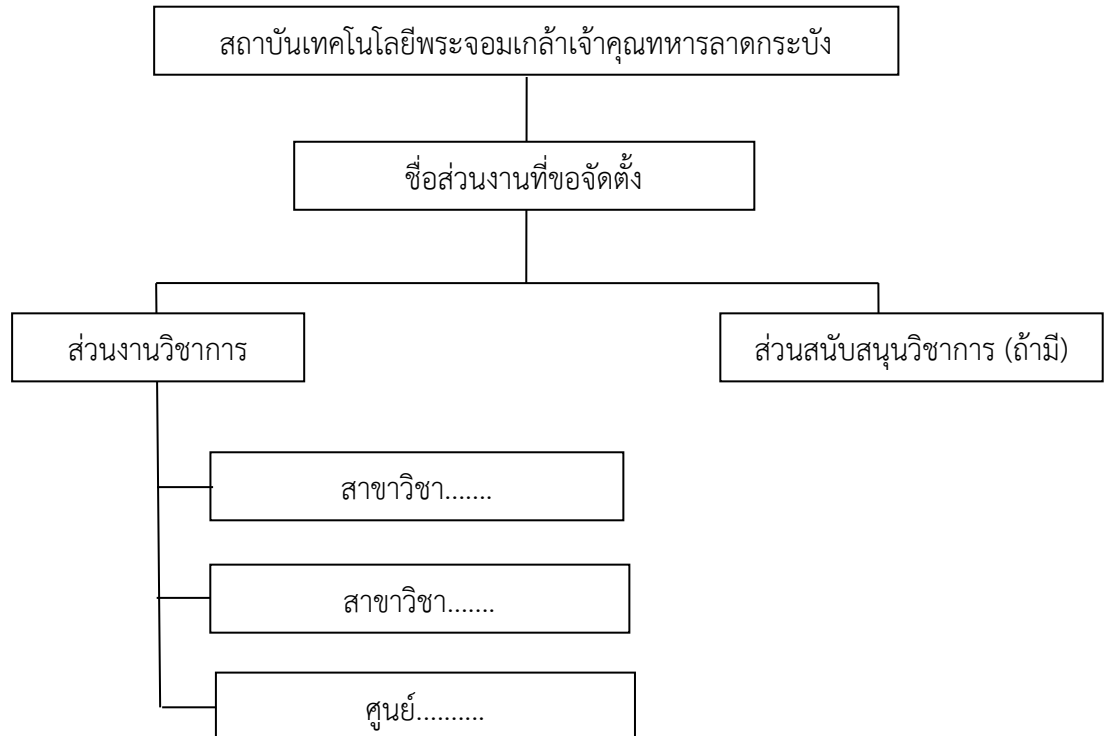 สถาบันเทคโนโลยีพระจอมเกล้าเจ้าคุณทหารลาดกระบัง
ชื่อส่วนงานที่ขอจัดตั้ง
ส่วนงานวิชาการ
ส่วนสนับสนุนวิชาการ (ถ้ามี)
สาขาวิชา.......
สาขาวิชา.......
ศูนย์..........